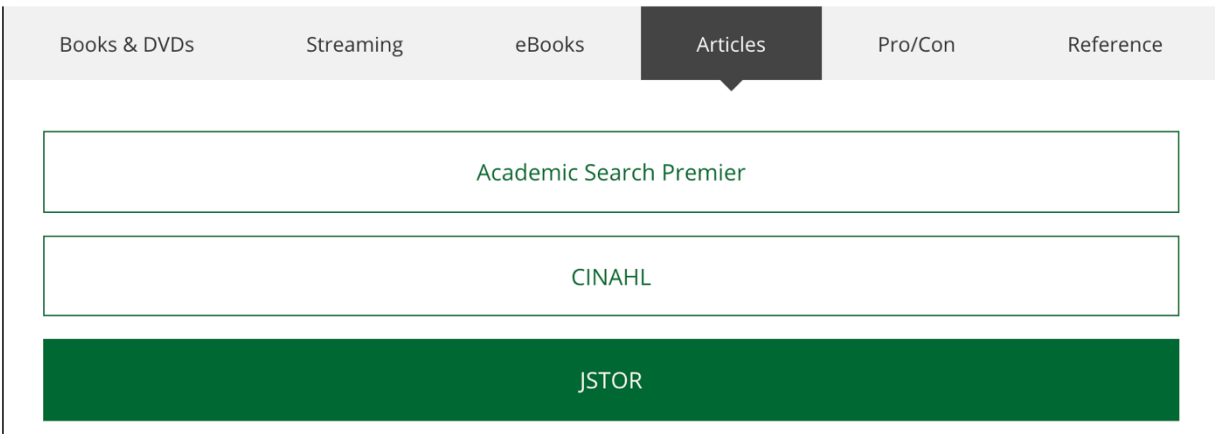 Books & DVDs Streaming eBooks Articles Pro/Con Reference
Academic Search Premier
CINAHL
JSTOR